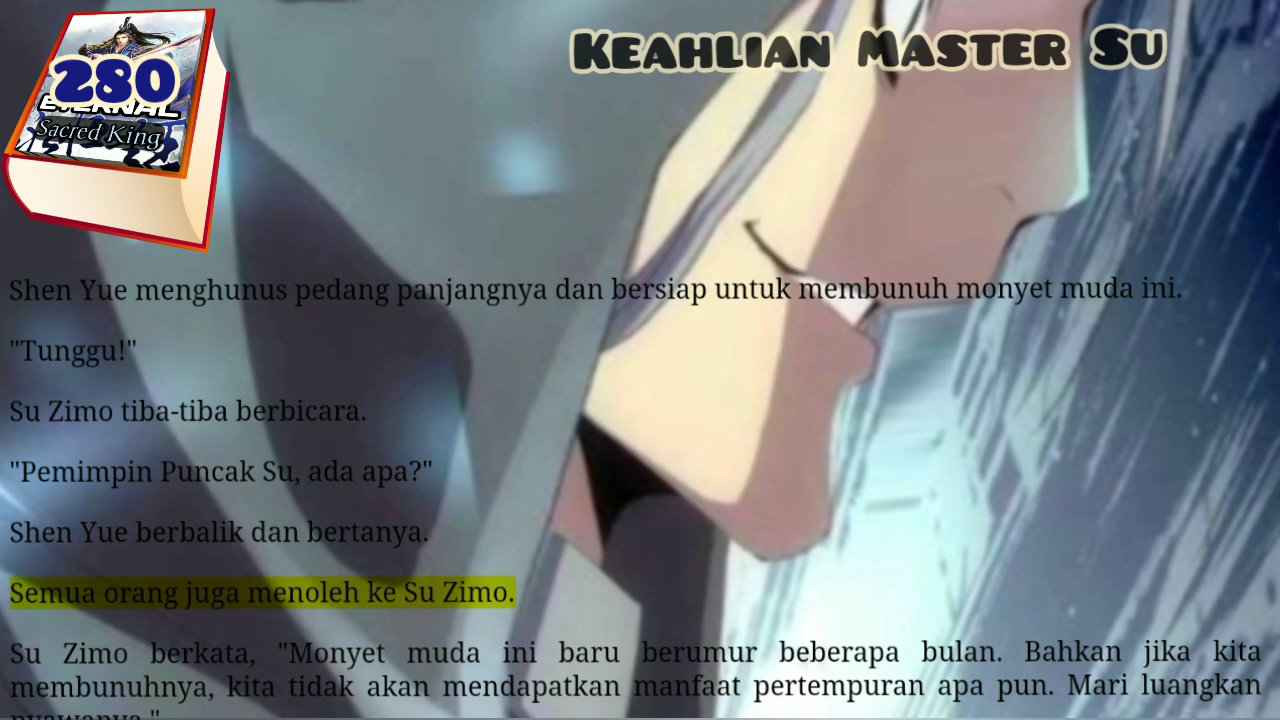 280
ETERNAL
Sacred King
Keahlian Master Su
Shen Yue menghunus pedang panjangnya dan bersiap untuk membunuh monyet muda ini.
"Tunggu!"
Su Zimo tiba-tiba berbicara.
"Pemimpin Puncak Su, ada apa?"
Shen Yue berbalik dan bertanya.
Semua orang juga menoleh ke Su Zimo.
Su Zimo berkata, "Monyet muda ini baru berumur beberapa bulan. Bahkan jika kita
membunuhnya, kita tidak akan mendapatkan manfaat pertempuran apa pun. Mari luangkan
nyawanya."